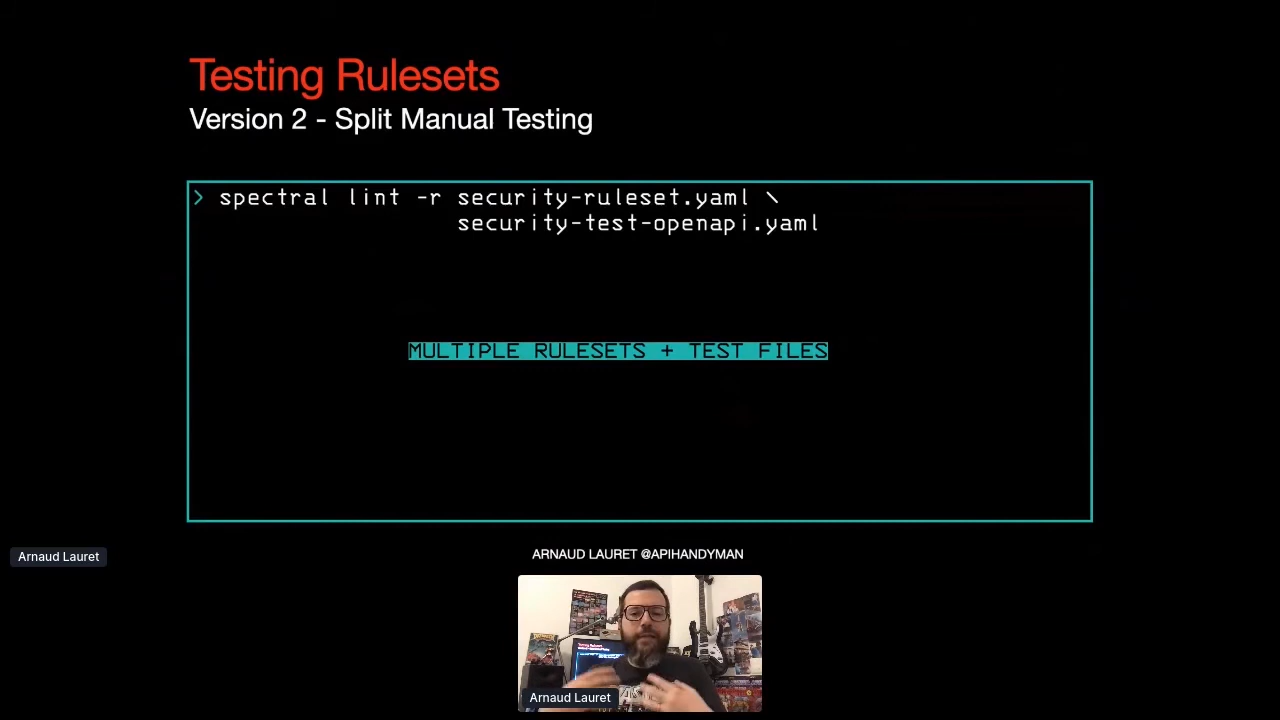 Testing Rulesets
Version 2 - Split Manual Testing
> spectral lint -r security-ruleset.yaml \
security-test-openapi.yaml
MULTIPLE RULESETS + TEST FILES
Arnaud Lauret
ARNAUD LAURET @APIHANDYMAN
Arnaud Lauret